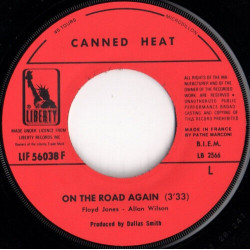 45 TOURS
MICROSILLON
CANNED HEAT
LIBERTY
MADE UNDER LICENCE FROM
LIBERTY RECORDS INC
LIF 56038 F
ALL RIGHTS OF THE
MANUFACTURER AND OF THE
OWNER OF THE RECORDED
WORK RESERVED
UNAUTHORISED PUBLIC
PERFORMANCE
BROADCASTING AND
COPYING OF THIS
RECORD PROHIBITED
MADE IN FRANCE
BY PATHE MARCONI
B.I.E.M.
LB 2566
L
ON THE ROAD AGAIN (3'33)
Floyd Jones - Allan Wilson
Produced by Dallas Smith